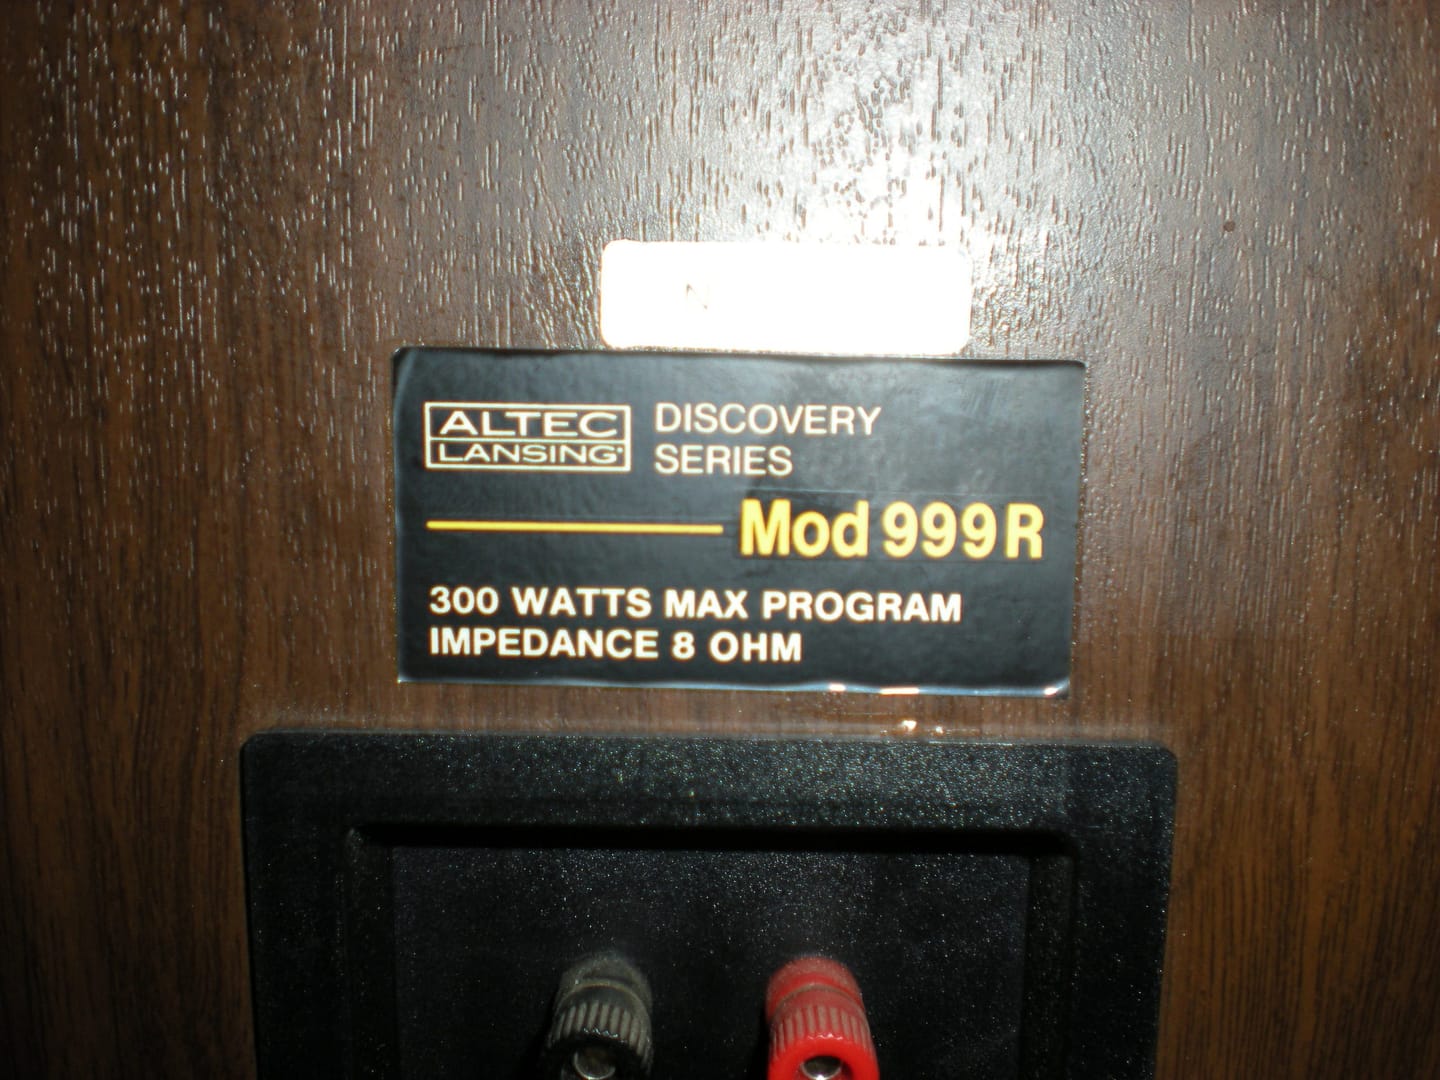 N
ALTEC
LANSING
DISCOVERY
SERIES
Mod 999R
300 WATTS MAX PROGRAM
IMPEDANCE 8 OHM